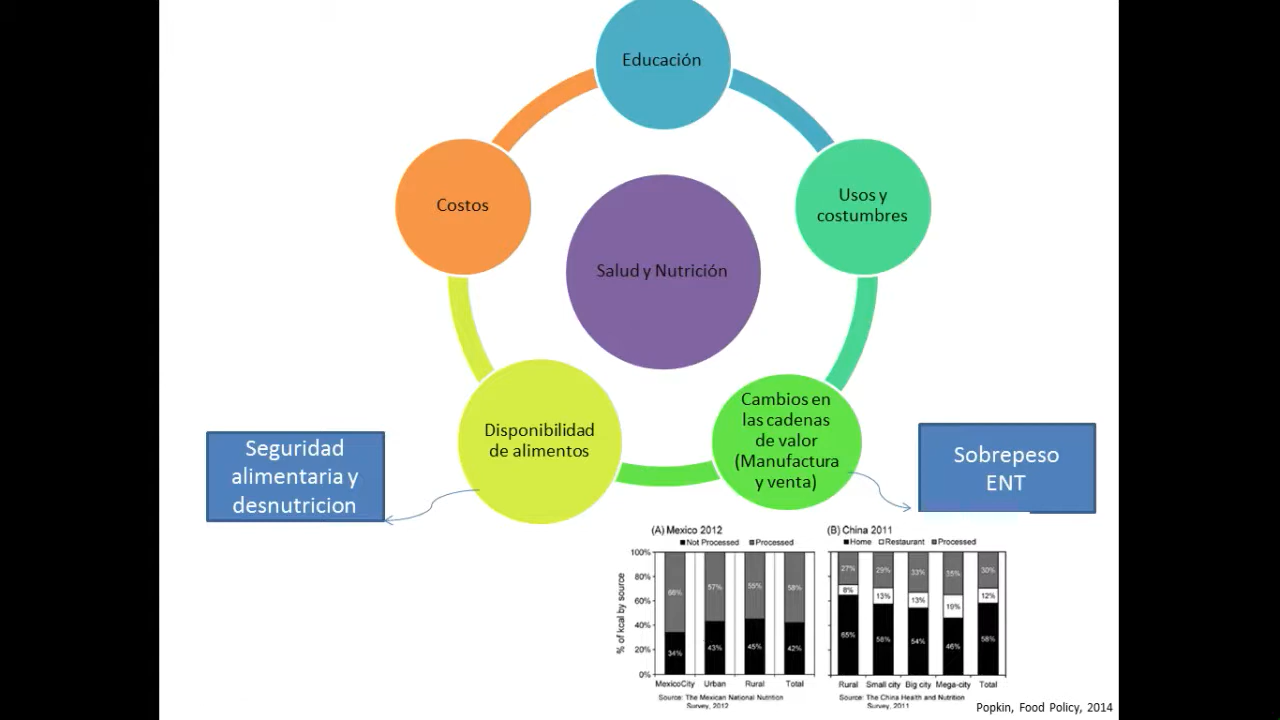 Educación
Costos
Usos y
costumbres
Salud y Nutrición
Disponibilidad
de alimentos
Cambios en
las cadenas
de valor
(Manufactura
y venta)
Seguridad
alimentaria y
desnutricion
Sobrepeso
ENT
(A) Mexico 2012
Not Processed Processed
% of kcal by source
100%
80%
60%
40%
20%
0%
66% 57% 55% 58%
34% 43% 45% 42%
MexicoCity Urban Rural Total
Source: The Mexican National Nutrition
Survey, 2012
(B) China 2011
Home Restaurant Processed
27% 29% 33% 35% 30%
8% 13% 13% 19% 12%
65% 58% 54% 46% 58%
Rural Small city Big city Mega-city Total
Source: The China Health and Nutrition
Survey, 2011
Popkin, Food Policy, 2014